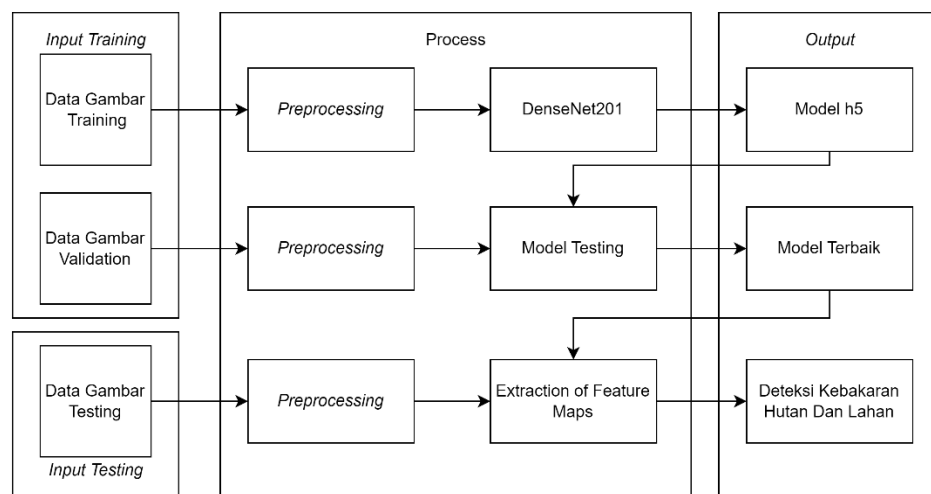 Input Training
Process
Output
Data Gambar
Training
Preprocessing
DenseNet201
Model h5
Data Gambar
Validation
Preprocessing
Model Testing
Model Terbaik
Data Gambar
Testing
Preprocessing
Extraction of Feature
Maps
Deteksi Kebakaran
Hutan Dan Lahan
Input Testing